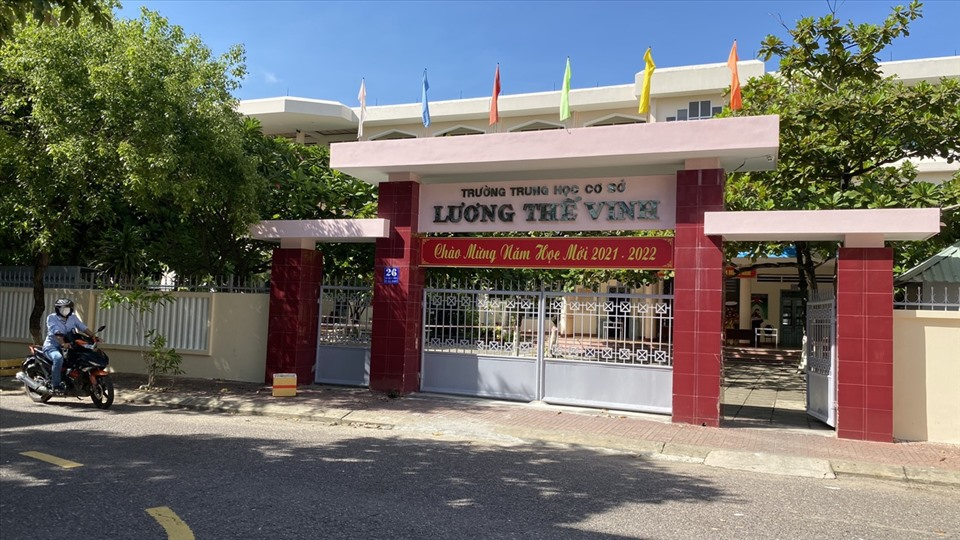 TRƯỜNG TRUNG HỌC CƠ SỞ
LƯƠNG THẾ VINH
Chào Mừng Năm Học Mới 2021 - 2022
26